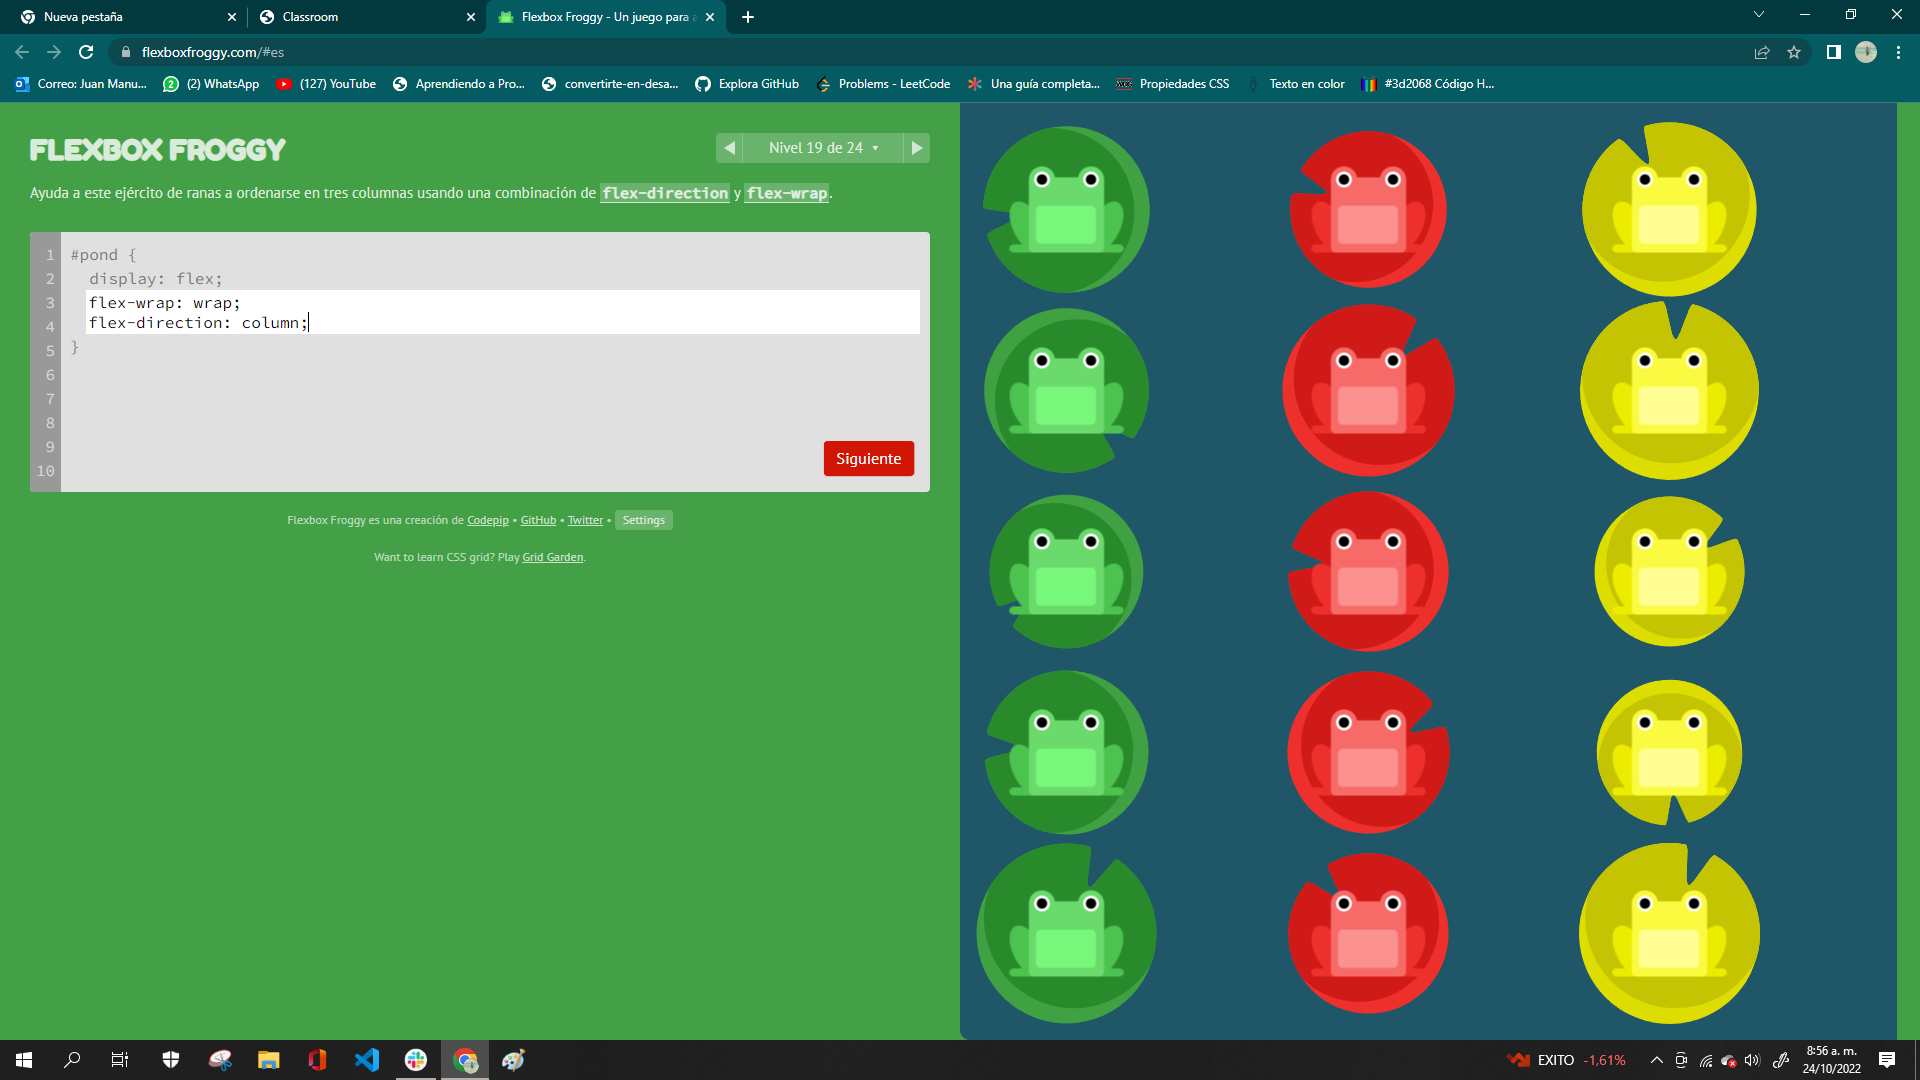 Nueva pestaña
Classroom
Flexbox Froggy - Un juego para a
flexboxfroggy.com/#es
Correo: Juan Manu...
(2) WhatsApp
(127) YouTube
Aprendiendo a Pro...
convertirte-en-desa...
Explora GitHub
Problems - LeetCode
Una guía completa...
Propiedades CSS
Texto en color
#3d2068 Código H...
FLEXBOX FROGGY
Nivel 19 de 24
Ayuda a este ejército de ranas a ordenarse en tres columnas usando una combinación de flex-direction y flex-wrap.
1 #pond {
2 display: flex;
3 flex-wrap: wrap;
4 flex-direction: column;
5 }
6
7
8
9
10
Siguiente
Flexbox Froggy es una creación de Codepip • GitHub • Twitter • Settings
Want to learn CSS grid? Play Grid Garden.
EXITO -1,61%
8:56 a. m.
24/10/2022